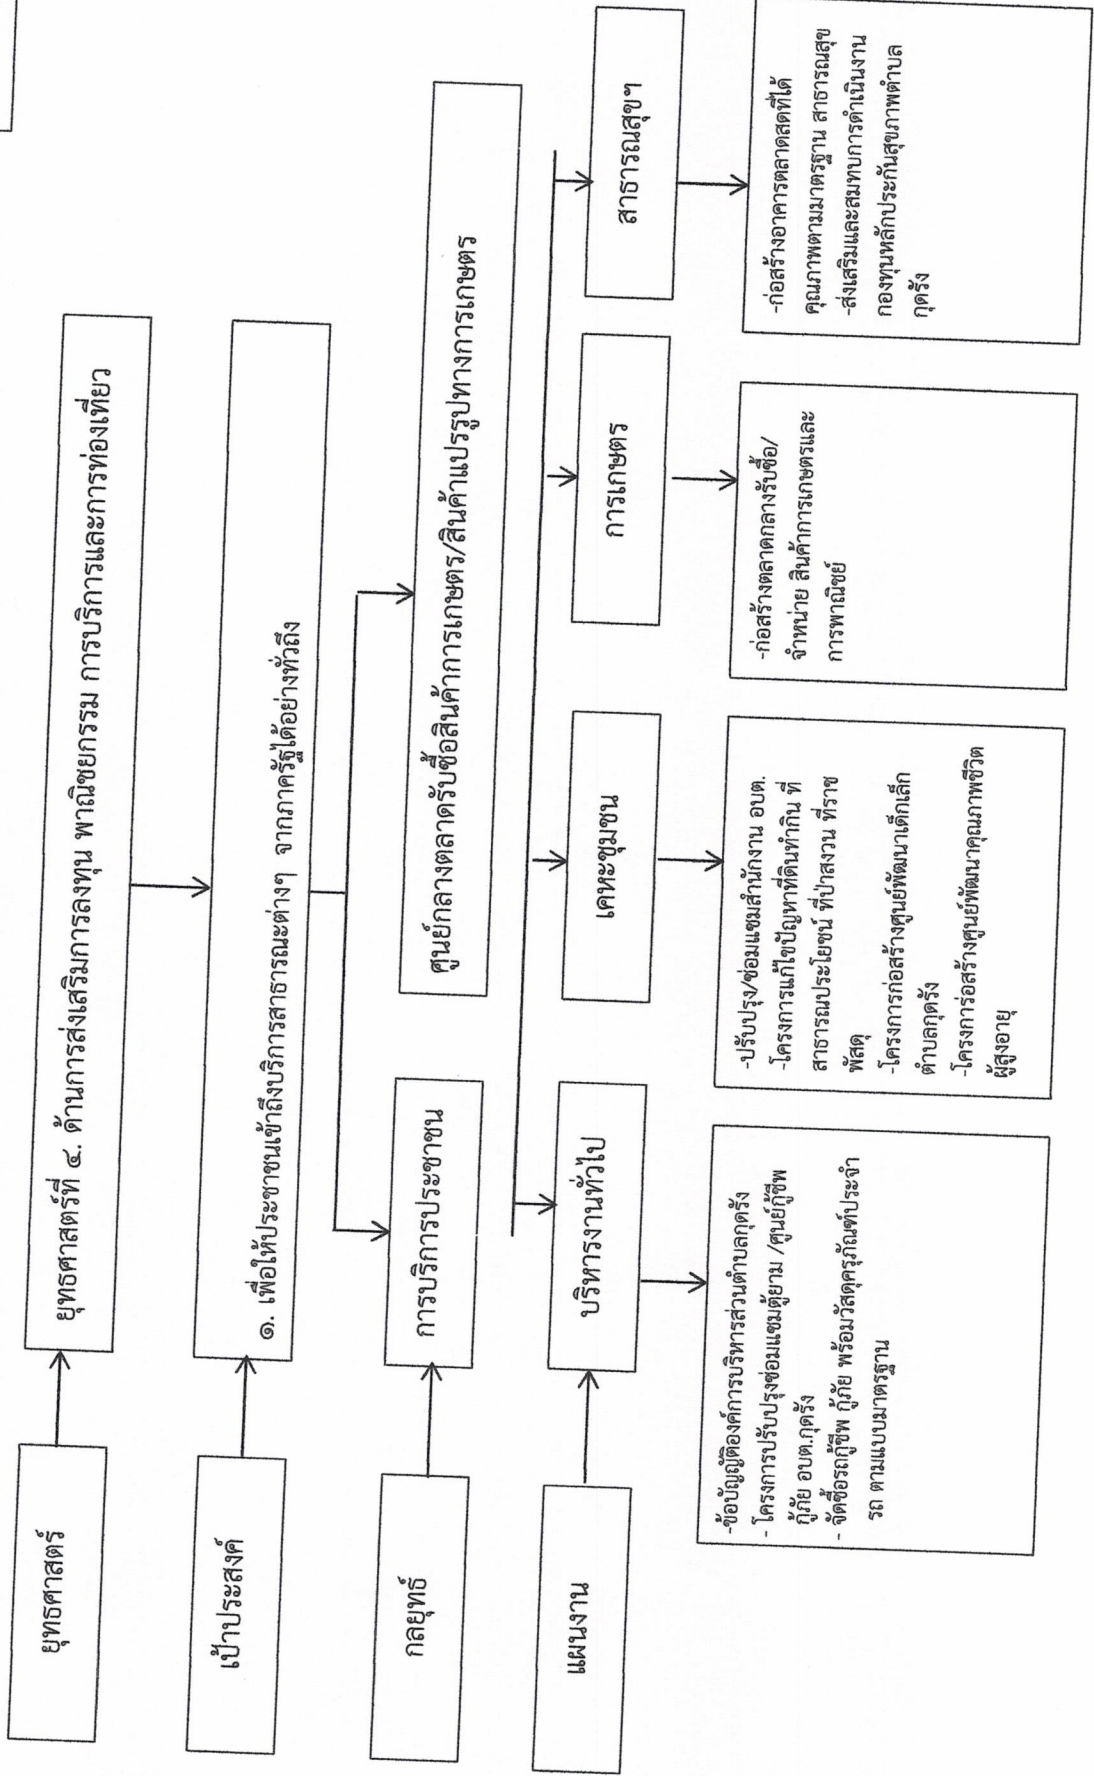 ยุทธศาสตร์
ยุทธศาสตร์ที่ ๔. ด้านการส่งเสริมการลงทุน พาณิชยกรรม การบริการและการท่องเที่ยว
เป้าประสงค์
๑. เพื่อให้ประชาชนเข้าถึงบริการสาธารณะต่างๆ จากภาครัฐได้อย่างทั่วถึง
กลยุทธ์
การบริการประชาชน
ศูนย์กลางตลาดรับซื้อสินค้าการเกษตร/สินค้าแปรรูปทางการเกษตร
แผนงาน
บริหารงานทั่วไป
เคหะชุมชน
การเกษตร
สาธารณสุขฯ
-ข้อบัญญัติองค์การบริหารส่วนตำบลกุดรัง
- โครงการปรับปรุงซ่อมแซมตู้ยาม /ศูนย์กู้ชีพ
กู้ภัย อบต.กุดรัง
- จัดซื้อรถกู้ชีพ กู้ภัย พร้อมวัสดุครุภัณฑ์ประจำ
รถ ตามแบบมาตรฐาน
-ปรับปรุง/ซ่อมแซมสำนักงาน อบต.
-โครงการแก้ไขปัญหาที่ดินทำกิน ที่
สาธารณประโยชน์ ที่ป่าสงวน ที่ราช
พัสดุ
-โครงการก่อสร้างศูนย์พัฒนาเด็กเล็ก
ตำบลกุดรัง
-โครงการ่อสร้างศูนย์พัฒนาคุณภาพชีวิต
ผู้สูงอายุ
-ก่อสร้างตลาดกลางรับซื้อ/
จำหน่าย สินค้าการเกษตรและ
การพาณิชย์
-ก่อสร้างอาคารตลาดสดที่ได้
คุณภาพตามมาตรฐาน สาธารณสุข
-ส่งเสริมและสมทบการดำเนินงาน
กองทุนหลักประกันสุขภาพตำบล
กุดรัง